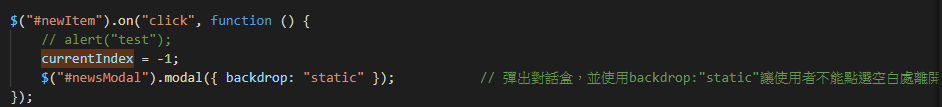 $("#newItem").on("click", function () {
// alert("test");
currentIndex = -1;
$("#newsModal").modal({ backdrop: "static" }); // 彈出對話盒，並使用backdrop:"static"讓使用者不能點選空白處離開
});